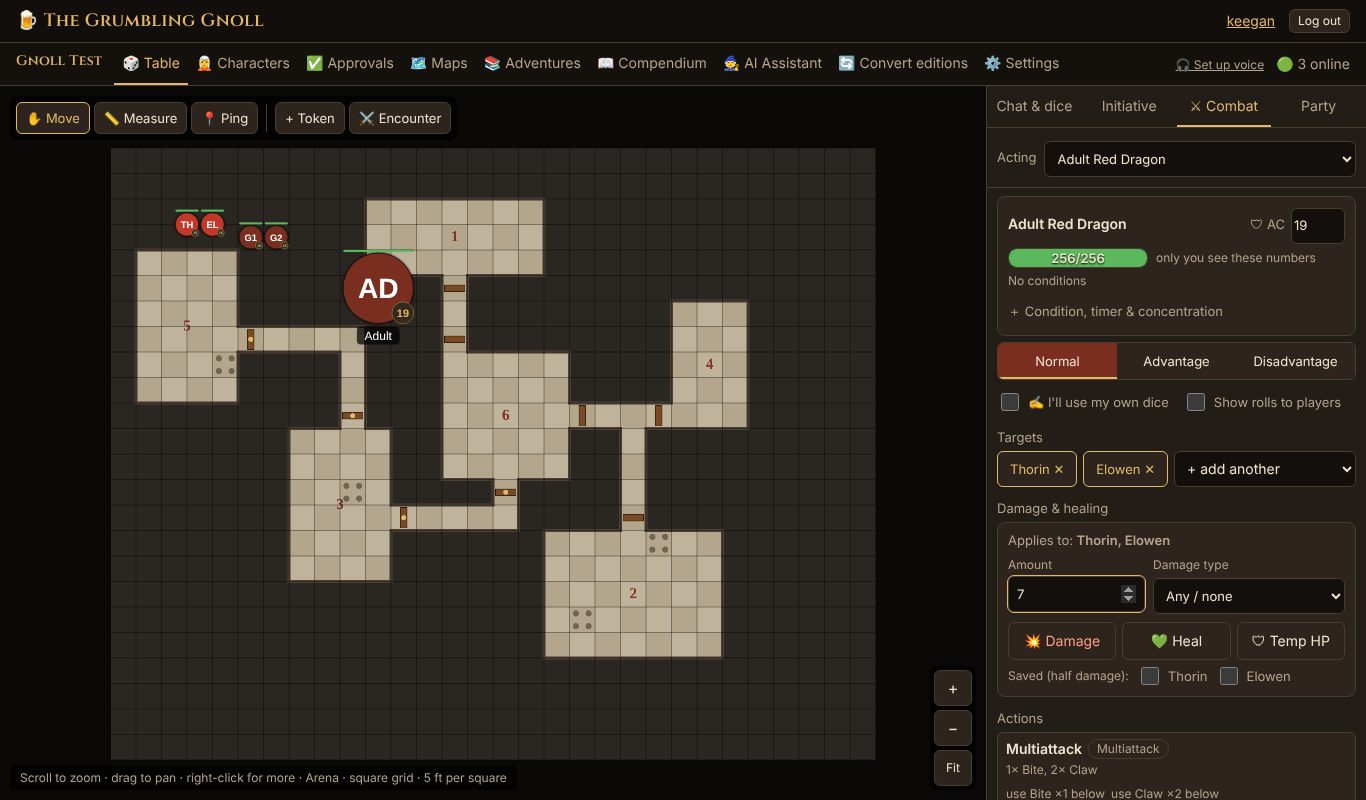 🍺 The Grumbling Gnoll
keegan Log out
Gnoll Test 🎲 Table 🧝 Characters ✅ Approvals 🗺️ Maps 📚 Adventures 📖 Compendium 🧙 AI Assistant 🔄 Convert editions ⚙️ Settings 🎧 Set up voice 🟢 3 online
✋ Move 📏 Measure 📍 Ping + Token ⚔️ Encounter
TH EL
G1 G2
1
AD
19
Adult
5
4
6
3
2
+
−
Fit
Scroll to zoom · drag to pan · right-click for more · Arena · square grid · 5 ft per square
Chat & dice Initiative ⚔ Combat Party
Acting Adult Red Dragon
Adult Red Dragon 🛡 AC 19
256/256 only you see these numbers
No conditions
+ Condition, timer & concentration
Normal Advantage Disadvantage
✍️ I'll use my own dice Show rolls to players
Targets
Thorin ✕ Elowen ✕ + add another
Damage & healing
Applies to: Thorin, Elowen
Amount Damage type
7 Any / none
💥 Damage 💚 Heal 🛡 Temp HP
Saved (half damage): Thorin Elowen
Actions
Multiattack Multiattack
1× Bite, 2× Claw
use Bite ×1 below use Claw ×2 below